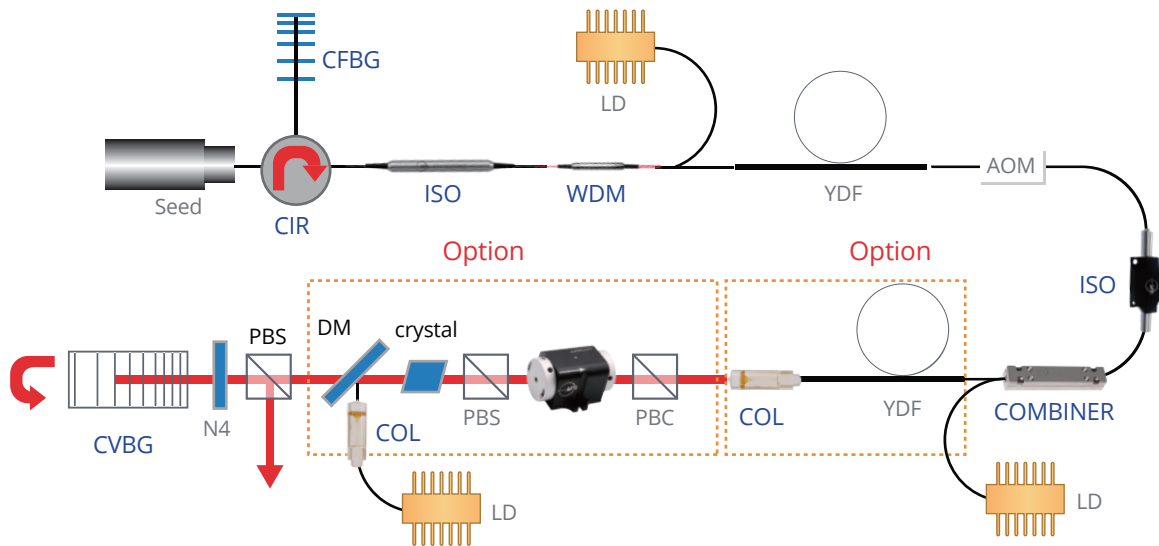 CFBG
LD
Seed
CIR
ISO
WDM
YDF
AOM
Option
Option
ISO
PBS
DM
crystal
CVBG
N4
COL
PBS
PBC
COL
YDF
COMBINER
LD
LD